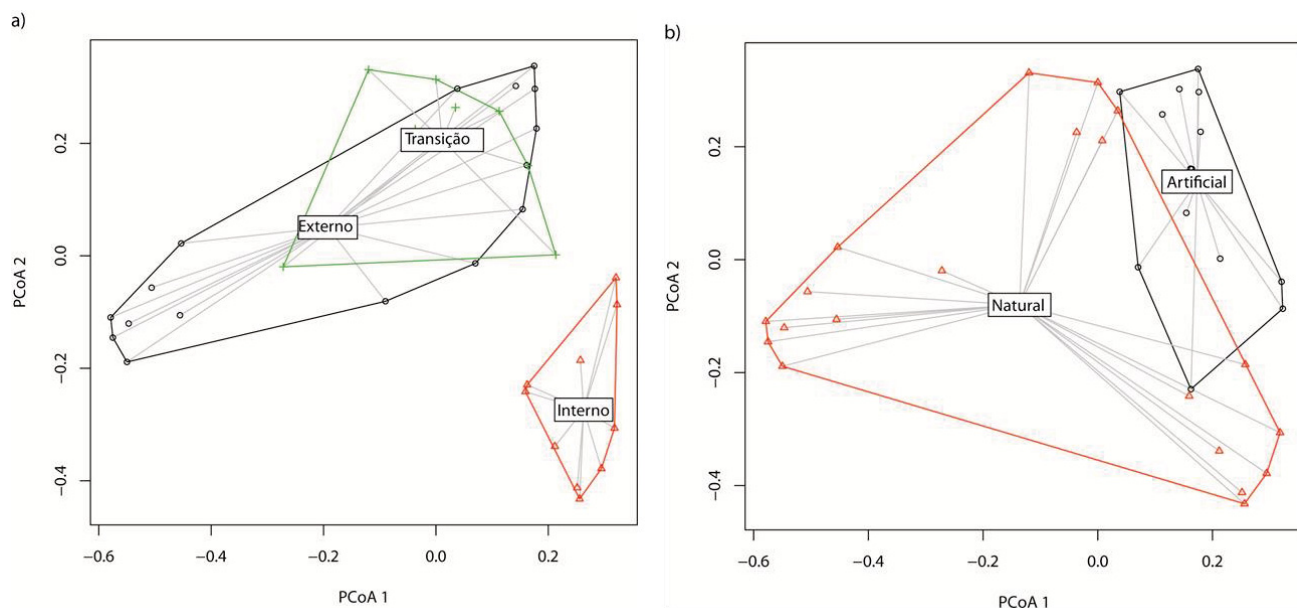 a)
0.2
0.0
−0.2
−0.4
PCoA 2
Transição
Externo
Interno
−0.6 −0.4 −0.2 0.0 0.2
PCoA 1
b)
0.2
0.0
−0.2
−0.4
PCoA 2
Artificial
Natural
−0.6 −0.4 −0.2 0.0 0.2
PCoA 1